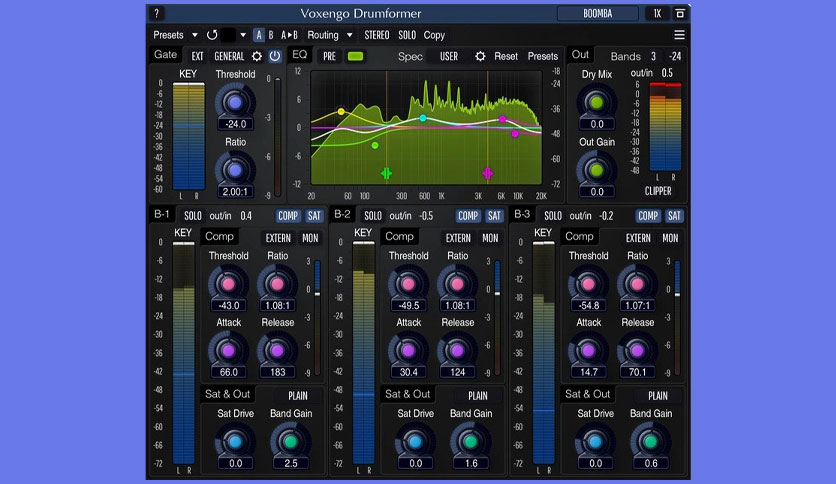 ? Voxengo Drumformer BOOMBA 1X
Presets A B A▸B Routing STEREO SOLO Copy
Gate EXT GENERAL EQ PRE Spec USER Reset Presets Out Bands 3 -24
KEY Threshold out/in 0.5
-24.0
Ratio
2.00:1
0 -6 -12 -18 -24 -30 -36 -42 -48 -54 -60
L R
0 -3 -6 -9
12 6 0 -6 -12
-18 -24 -36 -48 -60 -72
20 60 100 300 600 1K 3K 6K 10K 20K
Dry Mix
0.0
Out Gain
0.0
6 0 -6 -12 -18 -24 -30 -36 -42 -48
L R
CLIPPER
B-1 SOLO out/in 0.4 COMP SAT
KEY Comp EXTERN MON
Threshold Ratio
-43.0 1.08:1
Attack Release
66.0 183
Sat & Out PLAIN
Sat Drive Band Gain
0.0 2.5
0 -6 -12 -18 -24 -30 -36 -42 -48 -54 -60 -66 -72
L R
3 0 -3 -6 -9
B-2 SOLO out/in -0.5 COMP SAT
KEY Comp EXTERN MON
Threshold Ratio
-49.5 1.08:1
Attack Release
30.4 124
Sat & Out PLAIN
Sat Drive Band Gain
0.0 1.6
0 -6 -12 -18 -24 -30 -36 -42 -48 -54 -60 -66 -72
L R
3 0 -3 -6 -9
B-3 SOLO out/in -0.2 COMP SAT
KEY Comp EXTERN MON
Threshold Ratio
-54.8 1.07:1
Attack Release
14.7 70.1
Sat & Out PLAIN
Sat Drive Band Gain
0.0 0.6
0 -6 -12 -18 -24 -30 -36 -42 -48 -54 -60 -66 -72
L R
3 0 -3 -6 -9